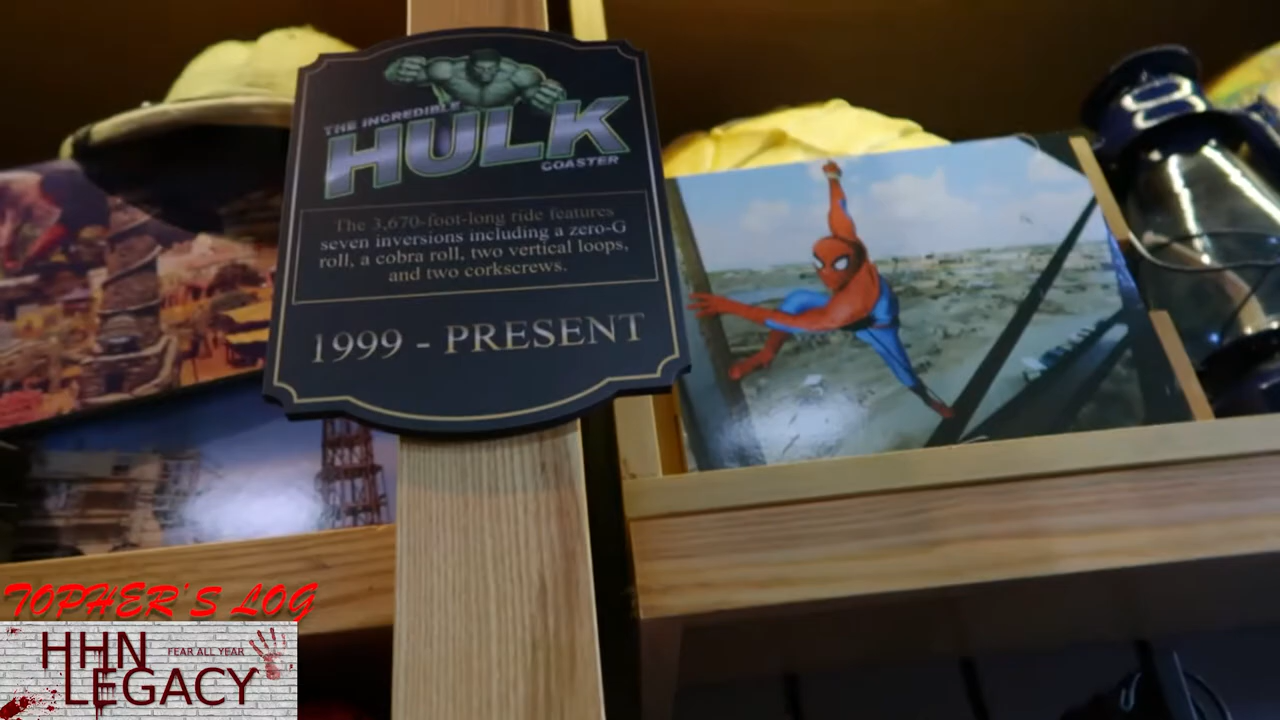 THE INCREDIBLE
HULK
COASTER
The 3,670-foot-long ride features
seven inversions including a zero-G
roll, a cobra roll, two vertical loops,
and two corkscrews.
1999 - PRESENT
TOPHER'S LOG
HHN
FEAR ALL YEAR
LEGACY